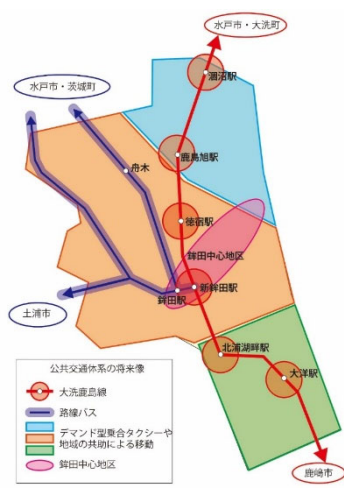 水戸市・大洗町
水戸市・茨城町
涸沼駅
鹿島旭駅
舟木
徳宿駅
鉾田中心地区
新鉾田駅
鉾田駅
土浦市
北浦湖畔駅
大洋駅
鹿嶋市
公共交通体系の将来像
大洗鹿島線
路線バス
デマンド型乗合タクシーや
地域の共助による移動
鉾田中心地区